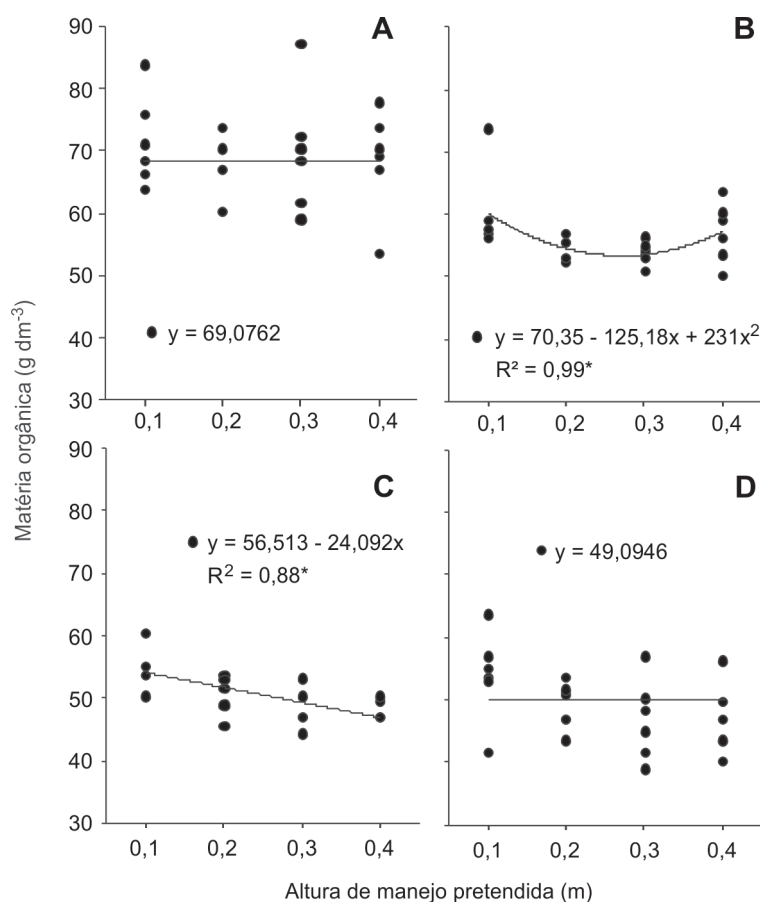 Matéria orgânica (g dm-3)
90
80
70
60
50
40
30
A
y = 69,0762
0,1 0,2 0,3 0,4
B
y = 70,35 - 125,18x + 231x2
R² = 0,99*
0,1 0,2 0,3 0,4
90
80
70
60
50
40
30
C
y = 56,513 - 24,092x
R2 = 0,88*
0,1 0,2 0,3 0,4
D
y = 49,0946
0,1 0,2 0,3 0,4
Altura de manejo pretendida (m)